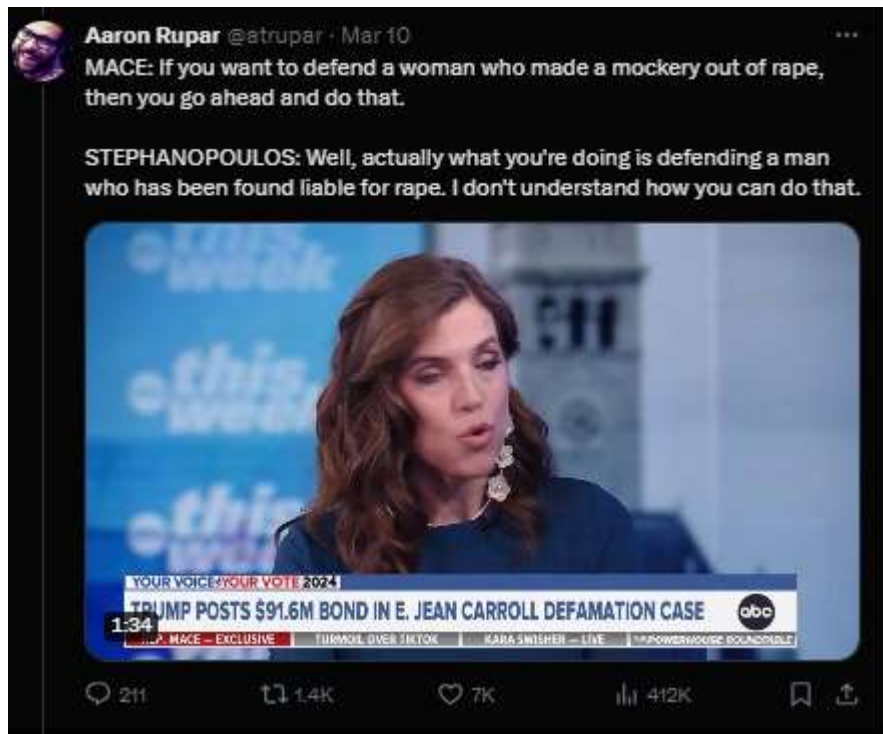 Aaron Rupar @atrupar · Mar 10
MACE: If you want to defend a woman who made a mockery out of rape,
then you go ahead and do that.
STEPHANOPOULOS: Well, actually what you're doing is defending a man
who has been found liable for rape. I don't understand how you can do that.
this
week
this
week
this
YOUR VOICE YOUR VOTE 2024
TRUMP POSTS $91.6M BOND IN E. JEAN CARROLL DEFAMATION CASE
abc
1:34
REP. MACE – EXCLUSIVE TURMOIL OVER TIKTOK KARA SWISHER – LIVE POWERHOUSE ROUNDTABLE
211 1.4K 7K 412K